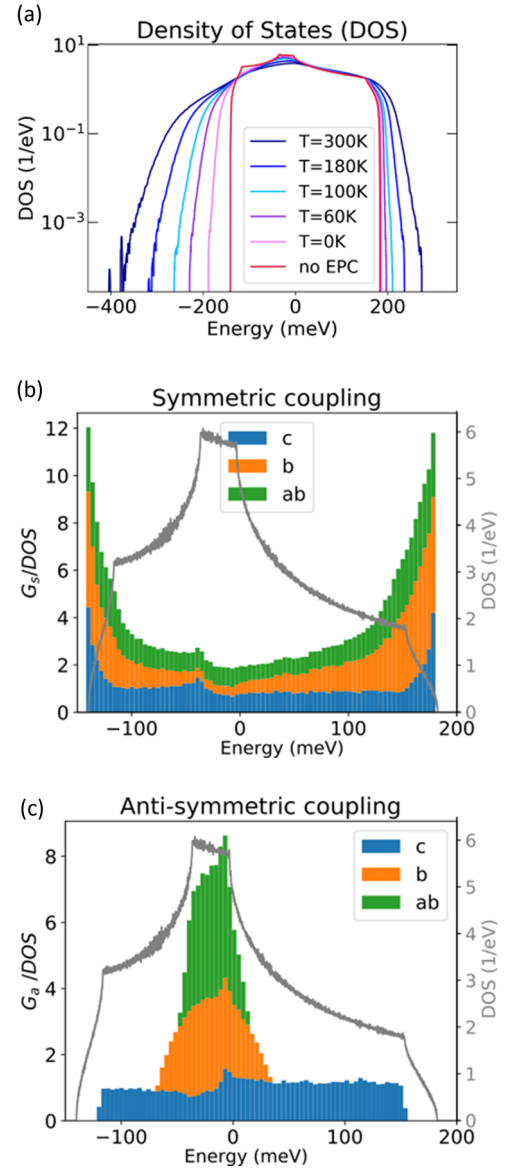 (a)
Density of States (DOS)
DOS (1/eV)
10¹
10⁻¹
10⁻³
T=300K
T=180K
T=100K
T=60K
T=0K
no EPC
−400 −200 0 200
Energy (meV)
(b)
Symmetric coupling
Gₛ/DOS
12
10
8
6
4
2
0
c
b
ab
6
5
4
3
2
1
0
DOS (1/eV)
−100 0 100 200
Energy (meV)
(c)
Anti-symmetric coupling
Gₐ /DOS
8
6
4
2
0
c
b
ab
6
5
4
3
2
1
0
DOS (1/eV)
−100 0 100
Energy (meV)